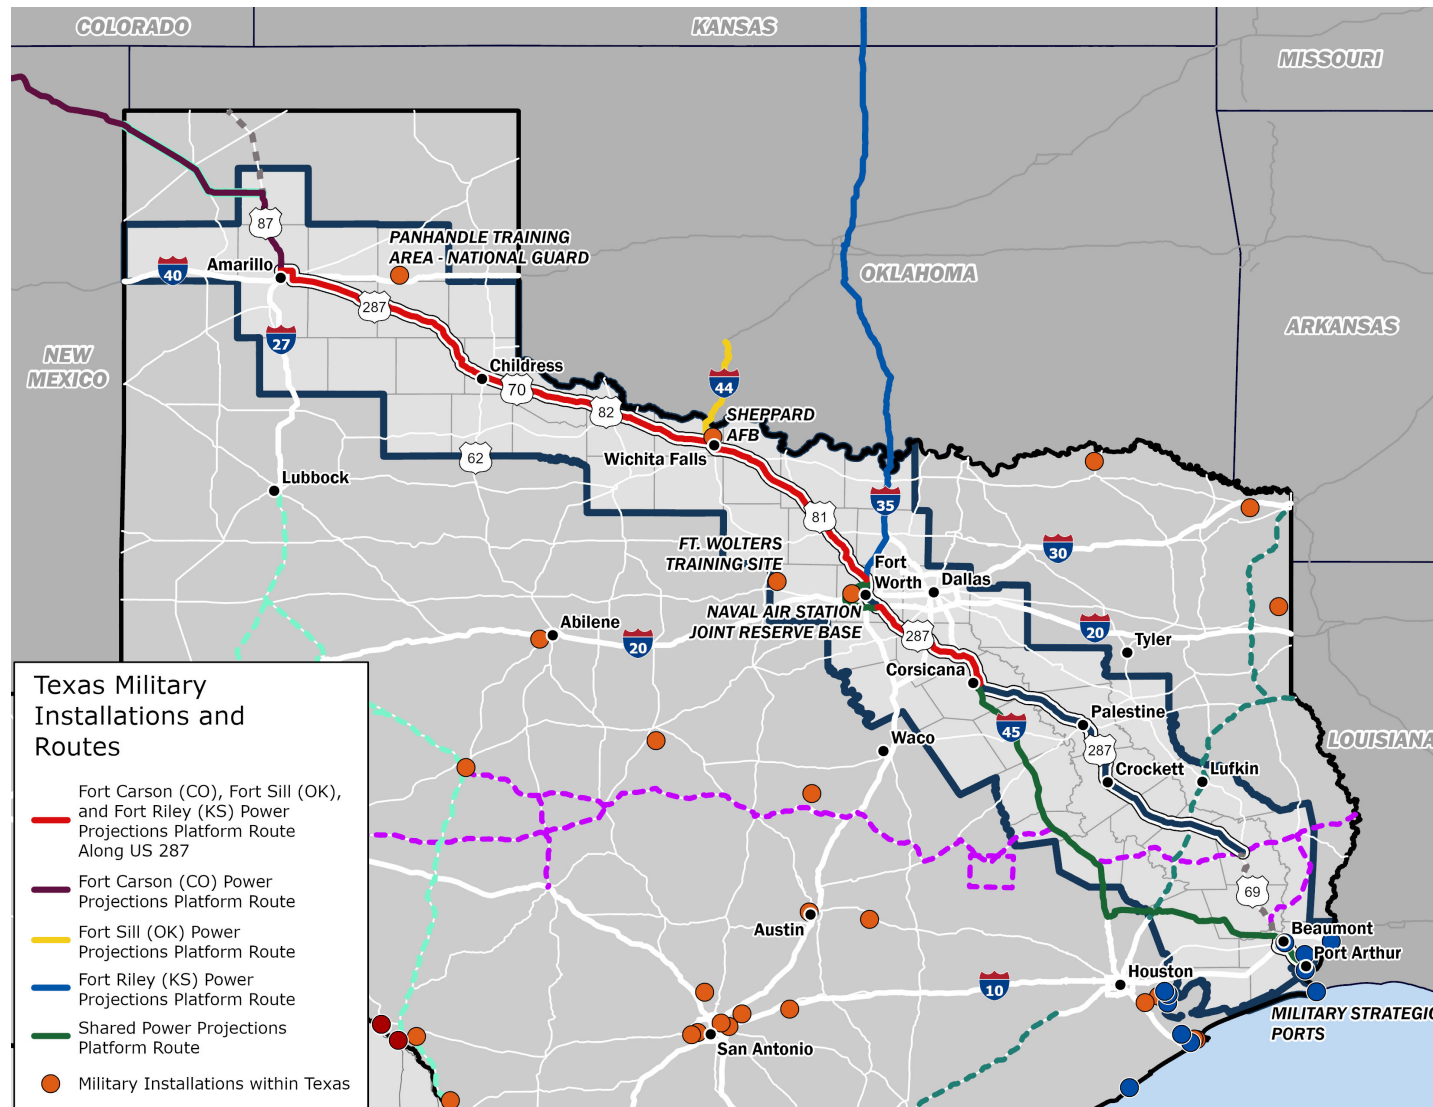 COLORADO
KANSAS
MISSOURI
87
PANHANDLE TRAINING
AREA - NATIONAL GUARD
Amarillo
40
OKLAHOMA
287
ARKANSAS
27
NEW
MEXICO
Childress
70
44
82
SHEPPARD
AFB
Wichita Falls
62
Lubbock
35
81
FT. WOLTERS
TRAINING SITE
30
Fort
Worth
Dallas
NAVAL AIR STATION
JOINT RESERVE BASE
Abilene
20
287
20
Tyler
Corsicana
Palestine
45
Waco
287
LOUISIANA
Crockett
Lufkin
69
Austin
Beaumont
Port Arthur
Houston
10
MILITARY STRATEGIC
PORTS
San Antonio
Texas Military
Installations and
Routes
Fort Carson (CO), Fort Sill (OK),
and Fort Riley (KS) Power
Projections Platform Route
Along US 287
Fort Carson (CO) Power
Projections Platform Route
Fort Sill (OK) Power
Projections Platform Route
Fort Riley (KS) Power
Projections Platform Route
Shared Power Projections
Platform Route
Military Installations within Texas